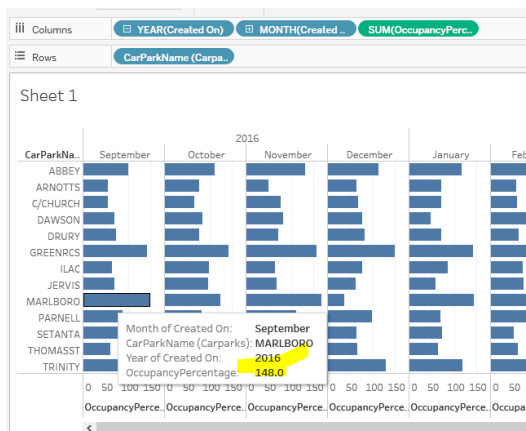 Columns YEAR(Created On) MONTH(Created .. SUM(OccupancyPerc..
Rows CarParkName (Carpa..
Sheet 1
2016
CarParkNa.. September October November December January Feb
ABBEY
ARNOTTS
C/CHURCH
DAWSON
DRURY
GREENRCS
ILAC
JERVIS
MARLBORO
PARNELL
SETANTA
THOMASST
TRINITY
Month of Created On: September
CarParkName (Carparks): MARLBORO
Year of Created On: 2016
OccupancyPercentage: 148.0
0 50 100 150 0 50 100 150 0 50 100 150 0 50 100 150 0 50 100 150 0 50
OccupancyPerce.. OccupancyPerce.. OccupancyPerce.. OccupancyPerce.. OccupancyPerce.. Occupa